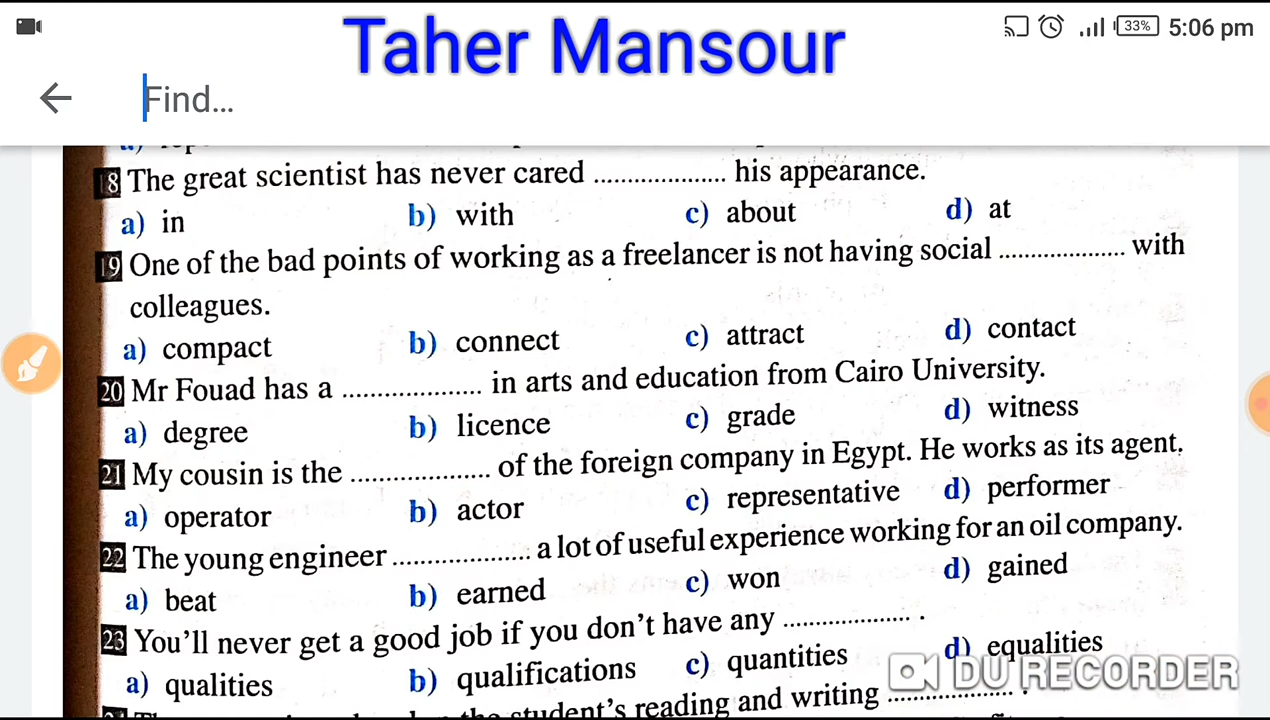 Taher Mansour
33% 5:06 pm
Find...
18 The great scientist has never cared .................... his appearance.
a) in b) with c) about d) at
19 One of the bad points of working as a freelancer is not having social .................... with
colleagues.
a) compact b) connect c) attract d) contact
20 Mr Fouad has a .................... in arts and education from Cairo University.
a) degree b) licence c) grade d) witness
21 My cousin is the .................... of the foreign company in Egypt. He works as its agent.
a) operator b) actor c) representative d) performer
22 The young engineer .................... a lot of useful experience working for an oil company.
a) beat b) earned c) won d) gained
23 You'll never get a good job if you don't have any .................... .
a) qualities b) qualifications c) quantities d) equalities
DU RECORDER
the student's reading and writing .................... .